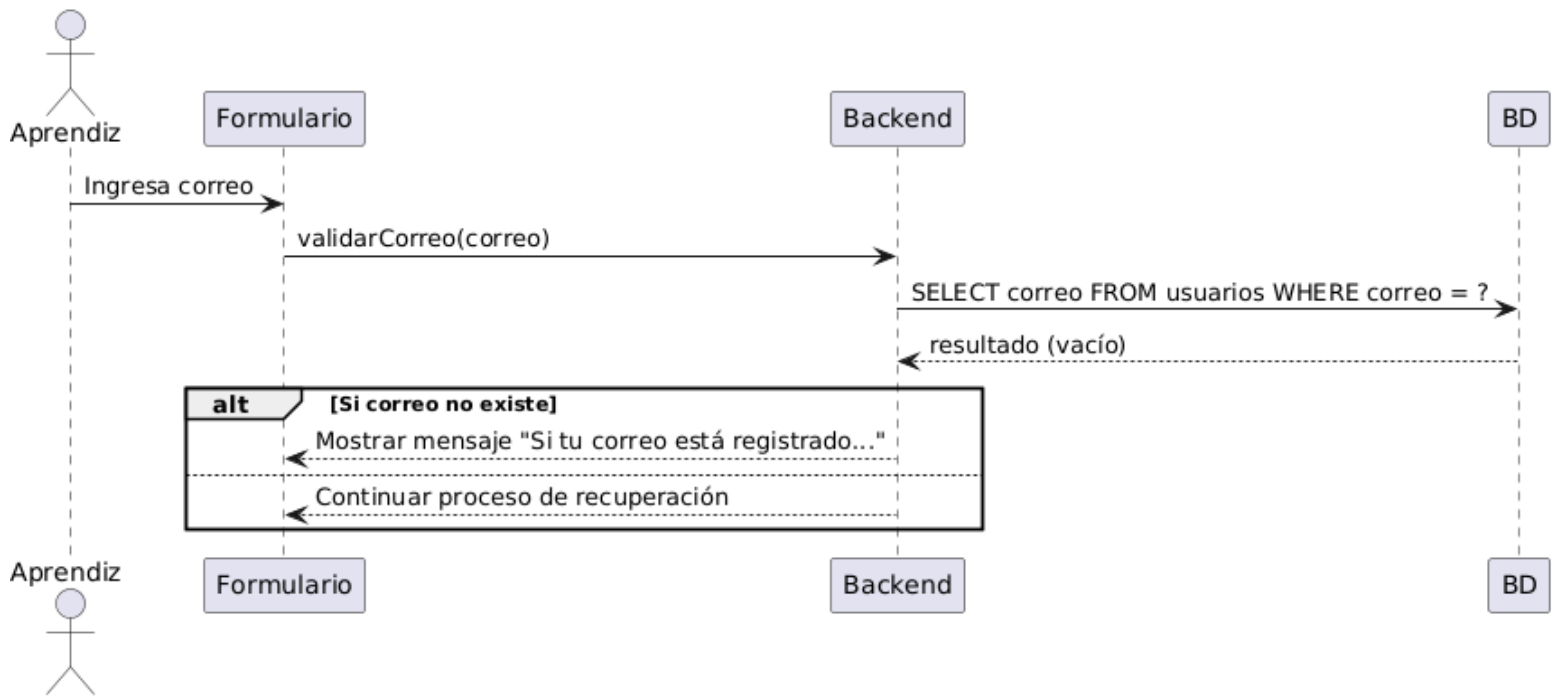 Aprendiz
Formulario
Backend
BD
Ingresa correo
validarCorreo(correo)
SELECT correo FROM usuarios WHERE correo = ?
resultado (vacío)
alt
[Si correo no existe]
Mostrar mensaje "Si tu correo está registrado..."
Continuar proceso de recuperación
Aprendiz
Formulario
Backend
BD